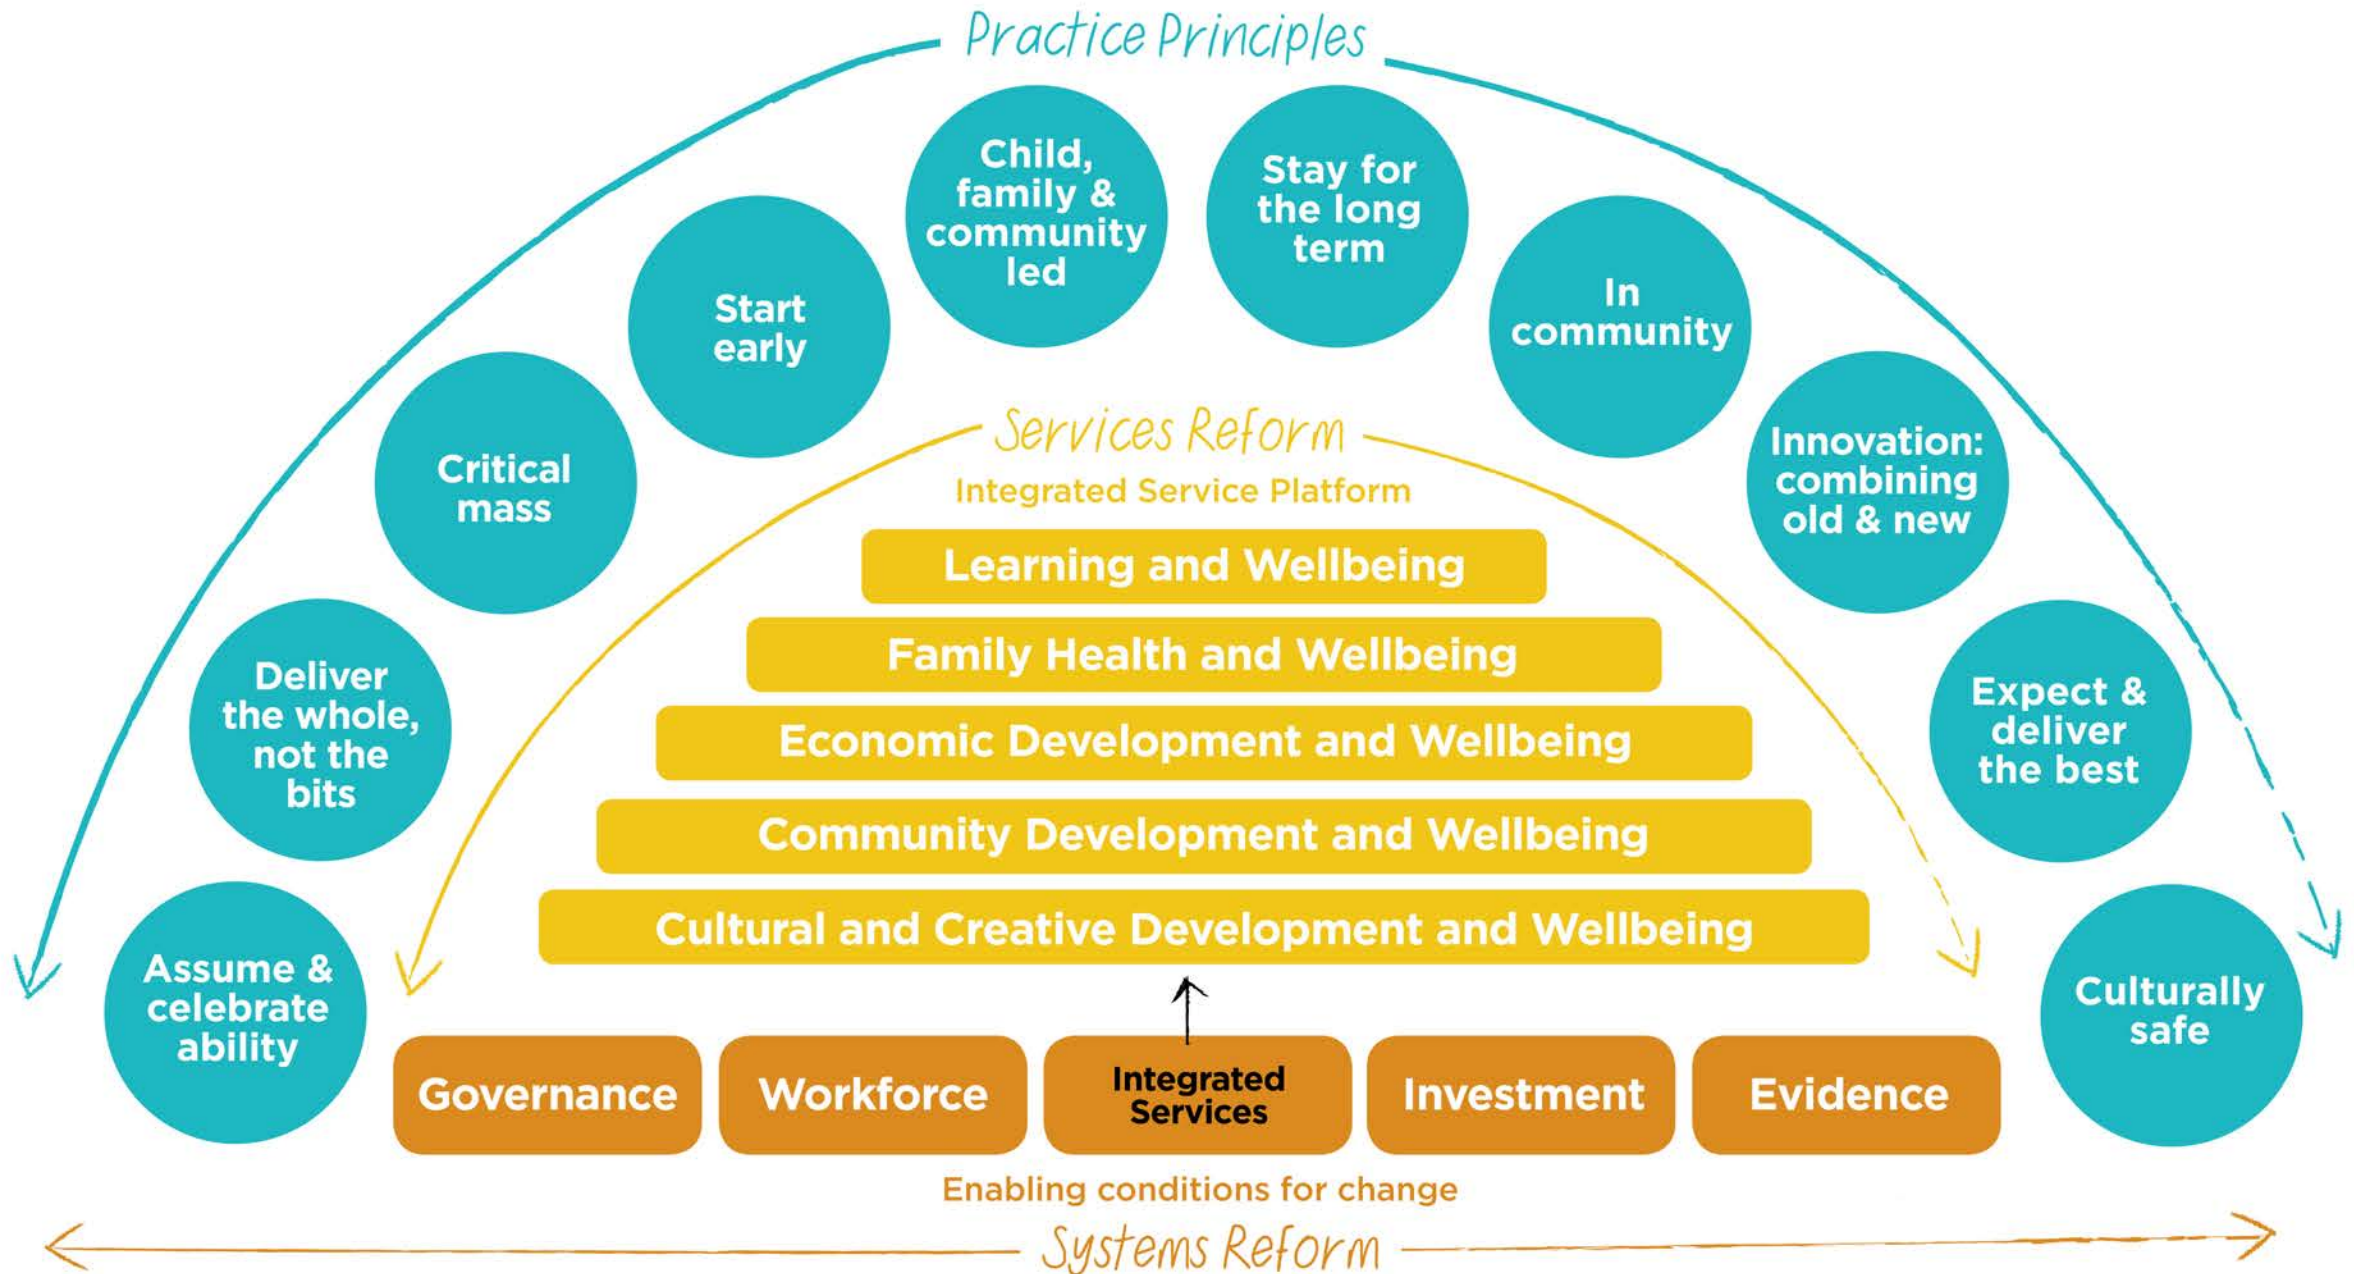 Practice Principles
Child,
family &
community
led
Stay for
the long
term
Start
early
In
community
Critical
mass
Innovation:
combining
old & new
Deliver
the whole,
not the
bits
Expect &
deliver
the best
Assume &
celebrate
ability
Culturally
safe
Services Reform
Integrated Service Platform
Learning and Wellbeing
Family Health and Wellbeing
Economic Development and Wellbeing
Community Development and Wellbeing
Cultural and Creative Development and Wellbeing
Governance
Workforce
Integrated
Services
Investment
Evidence
Enabling conditions for change
Systems Reform